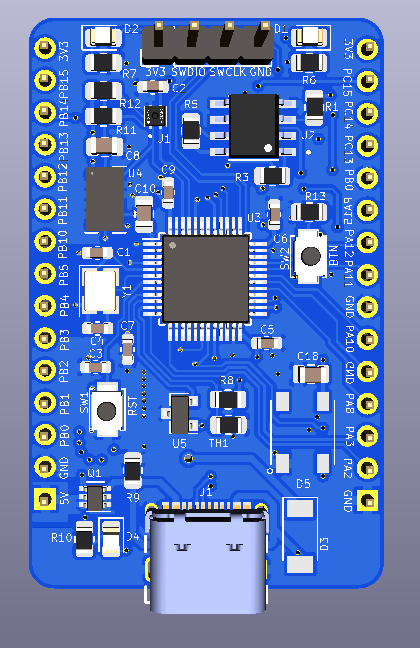 D2
D1
3V3 SWDIO SWCLK GND
R7
C2
R6
R12
J1
R5
R1
R11
J2
C8
U4
C9
R3
C10
U3
R13
C6
SW2
BTN
C1
Y1
C7
C5
C3
C18
R8
SW1
RST
U5
TH1
Q1
R9
J1
D5
R10
D4
D3
3V3
PB15
PB14
PB13
PB12
PB11
PB10
PB5
PB4
PB3
PB2
PB1
PB0
GND
5V
3V3
PC15
PC14
PC13
PB0
PA12
PA11
GND
PA10
GND
PA8
PA3
PA2
GND